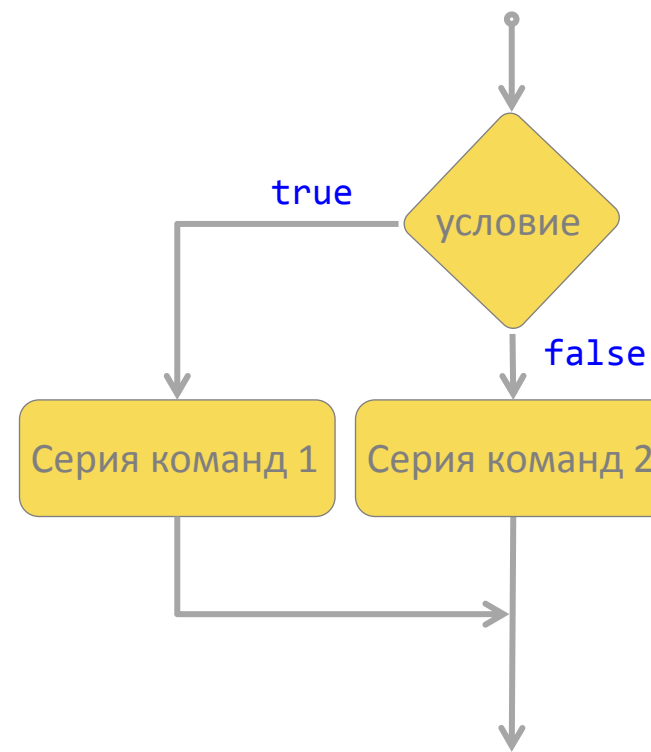 true
условие
false
Серия команд 1
Серия команд 2